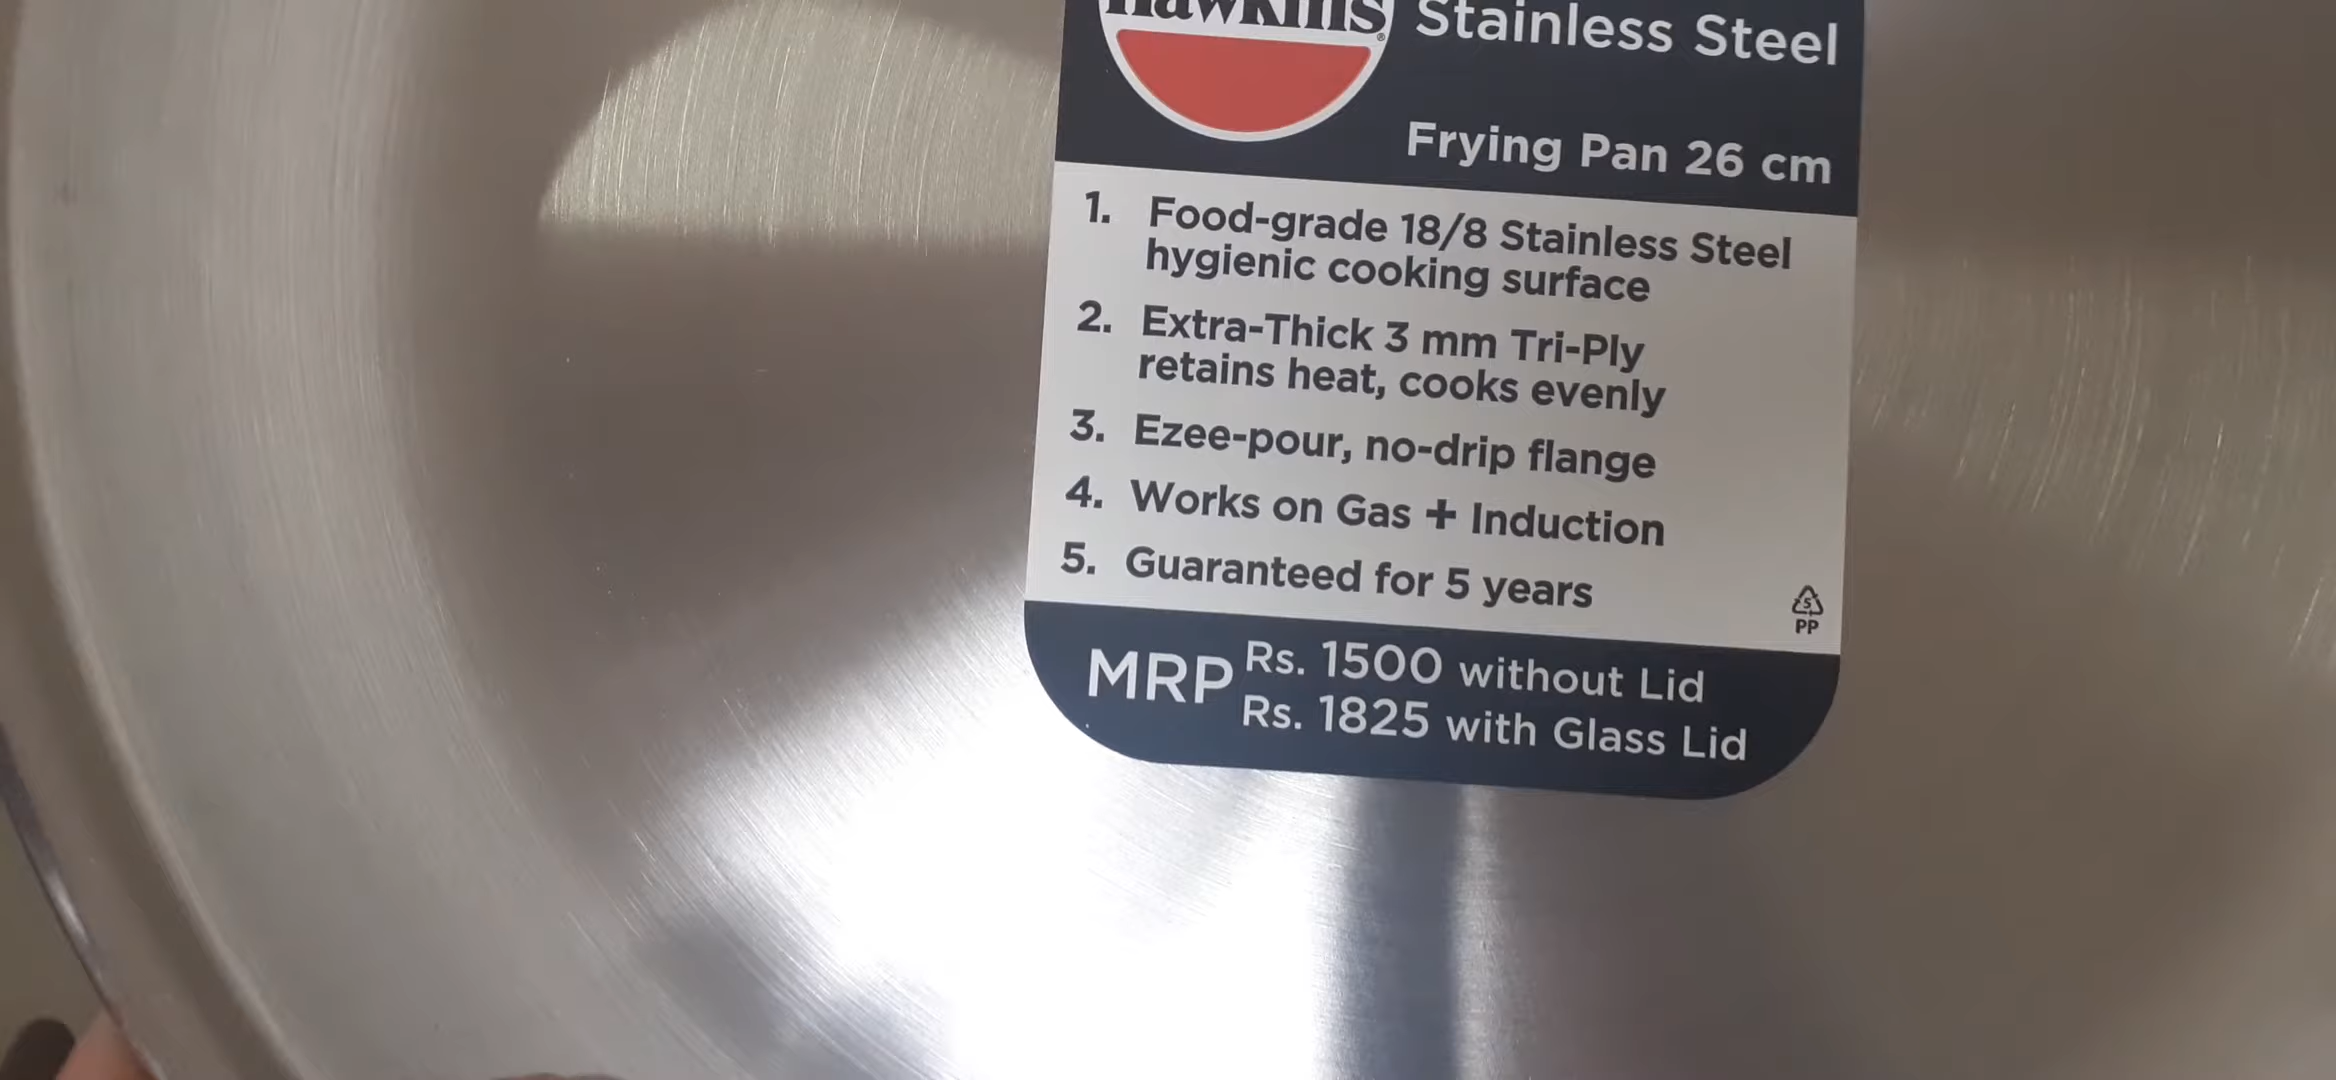 Hawkins®
Stainless Steel
Frying Pan 26 cm
1. Food-grade 18/8 Stainless Steel
hygienic cooking surface
2. Extra-Thick 3 mm Tri-Ply
retains heat, cooks evenly
3. Ezee-pour, no-drip flange
4. Works on Gas + Induction
5. Guaranteed for 5 years
5
PP
MRP Rs. 1500 without Lid
Rs. 1825 with Glass Lid